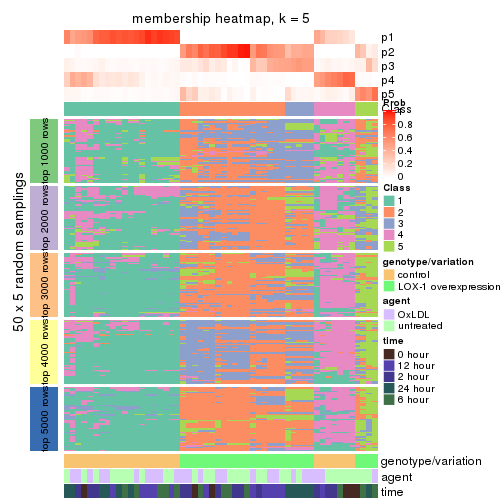 membership heatmap, k = 5
p1
p2
p3
p4
p5
Class
Prob
1
0.8
0.6
0.4
0.2
0
Class
1
2
3
4
5
genotype/variation
control
LOX-1 overexpression
agent
OxLDL
untreated
time
0 hour
12 hour
2 hour
24 hour
6 hour
50 x 5 random samplings
top 1000 rows
top 2000 rows
top 3000 rows
top 4000 rows
top 5000 rows
genotype/variation
agent
time